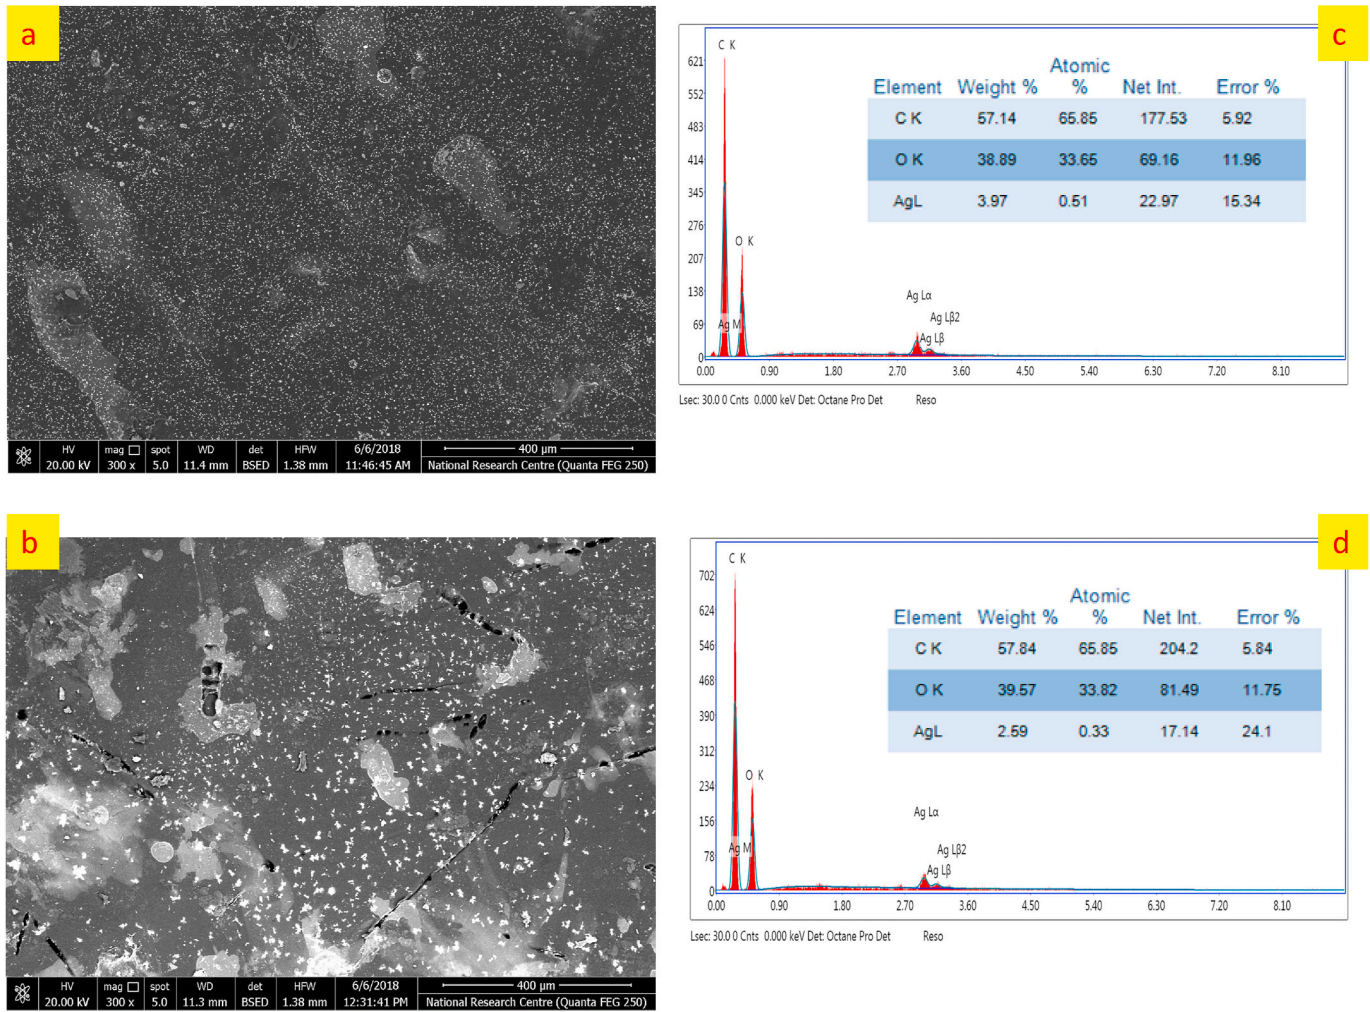 a
HV mag □ spot WD det HFW 6/6/2018 400 µm
20.00 kV 300 x 5.0 11.4 mm BSED 1.38 mm 11:46:45 AM National Research Centre (Quanta FEG 250)
c
C K
621
552
483
414
345
276
207
138
69
0
O K
Ag M
Ag Lα
Ag Lβ2
Ag Lβ
Atomic
Element Weight % % Net Int. Error %
C K 57.14 65.85 177.53 5.92
O K 38.89 33.65 69.16 11.96
AgL 3.97 0.51 22.97 15.34
0.00 0.90 1.80 2.70 3.60 4.50 5.40 6.30 7.20 8.10
Lsec: 30.0 0 Cnts 0.000 keV Det: Octane Pro Det Reso
b
HV mag □ spot WD det HFW 6/6/2018 400 µm
20.00 kV 300 x 5.0 11.3 mm BSED 1.38 mm 12:31:41 PM National Research Centre (Quanta FEG 250)
d
C K
702
624
546
468
390
312
234
156
78
0
O K
Ag M
Ag Lα
Ag Lβ2
Ag Lβ
Atomic
Element Weight % % Net Int. Error %
C K 57.84 65.85 204.2 5.84
O K 39.57 33.82 81.49 11.75
AgL 2.59 0.33 17.14 24.1
0.00 0.90 1.80 2.70 3.60 4.50 5.40 6.30 7.20 8.10
Lsec: 30.0 0 Cnts 0.000 keV Det: Octane Pro Det Reso